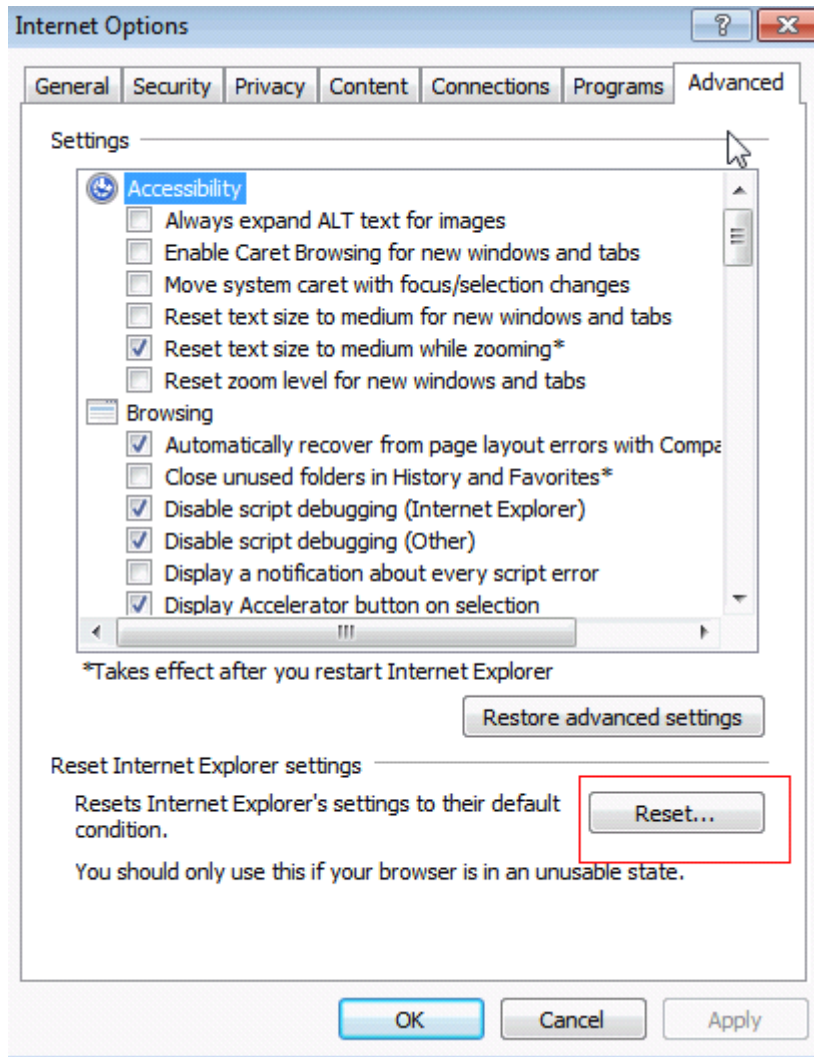 Internet Options
General Security Privacy Content Connections Programs Advanced
Settings
Accessibility
Always expand ALT text for images
Enable Caret Browsing for new windows and tabs
Move system caret with focus/selection changes
Reset text size to medium for new windows and tabs
Reset text size to medium while zooming*
Reset zoom level for new windows and tabs
Browsing
Automatically recover from page layout errors with Compa
Close unused folders in History and Favorites*
Disable script debugging (Internet Explorer)
Disable script debugging (Other)
Display a notification about every script error
Display Accelerator button on selection
*Takes effect after you restart Internet Explorer
Restore advanced settings
Reset Internet Explorer settings
Resets Internet Explorer's settings to their default
condition.
Reset...
You should only use this if your browser is in an unusable state.
OK Cancel Apply